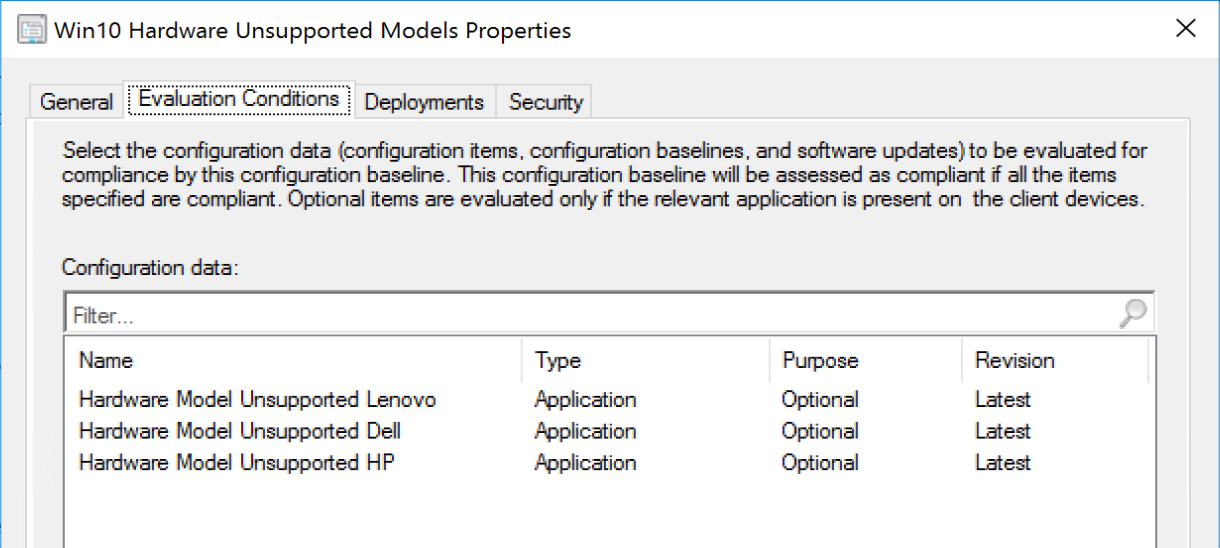 Win10 Hardware Unsupported Models Properties
General Evaluation Conditions Deployments Security
Select the configuration data (configuration items, configuration baselines, and software updates) to be evaluated for
compliance by this configuration baseline. This configuration baseline will be assessed as compliant if all the items
specified are compliant. Optional items are evaluated only if the relevant application is present on the client devices.
Configuration data:
Filter...
Name Type Purpose Revision
Hardware Model Unsupported Lenovo Application Optional Latest
Hardware Model Unsupported Dell Application Optional Latest
Hardware Model Unsupported HP Application Optional Latest